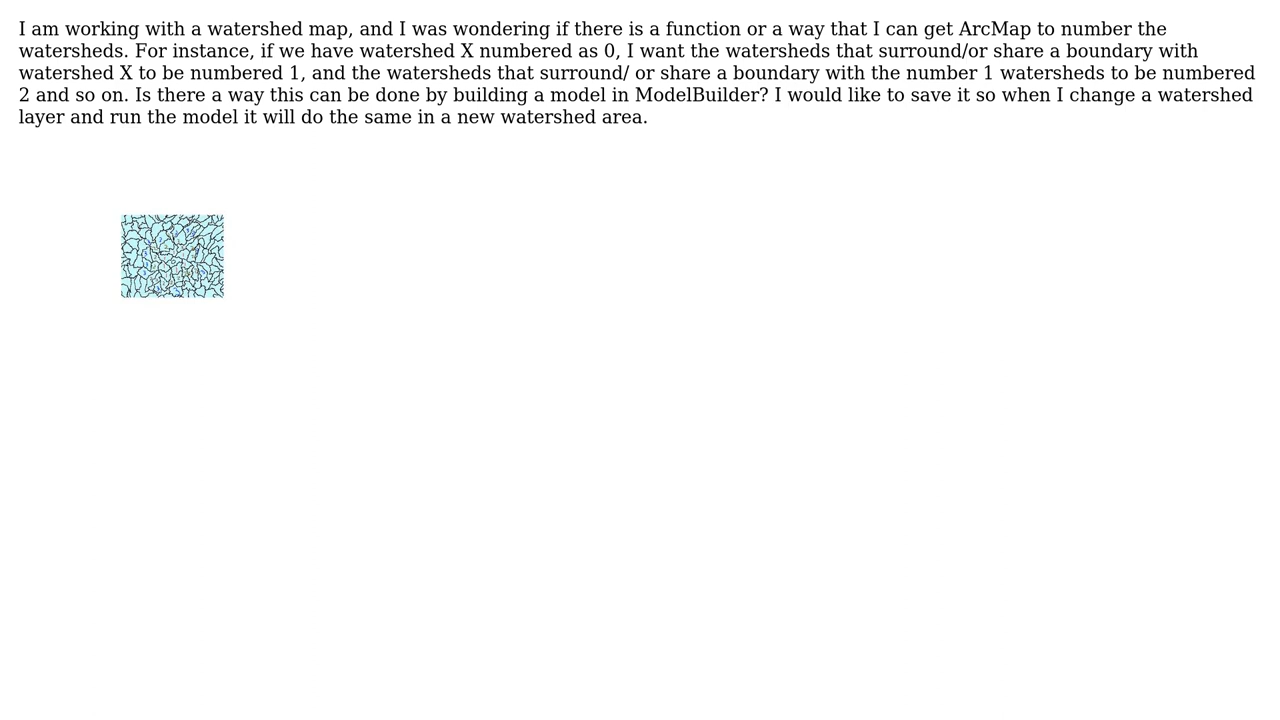 I am working with a watershed map, and I was wondering if there is a function or a way that I can get ArcMap to number the
watersheds. For instance, if we have watershed X numbered as 0, I want the watersheds that surround/or share a boundary with
watershed X to be numbered 1, and the watersheds that surround/ or share a boundary with the number 1 watersheds to be numbered
2 and so on. Is there a way this can be done by building a model in ModelBuilder? I would like to save it so when I change a watershed
layer and run the model it will do the same in a new watershed area.